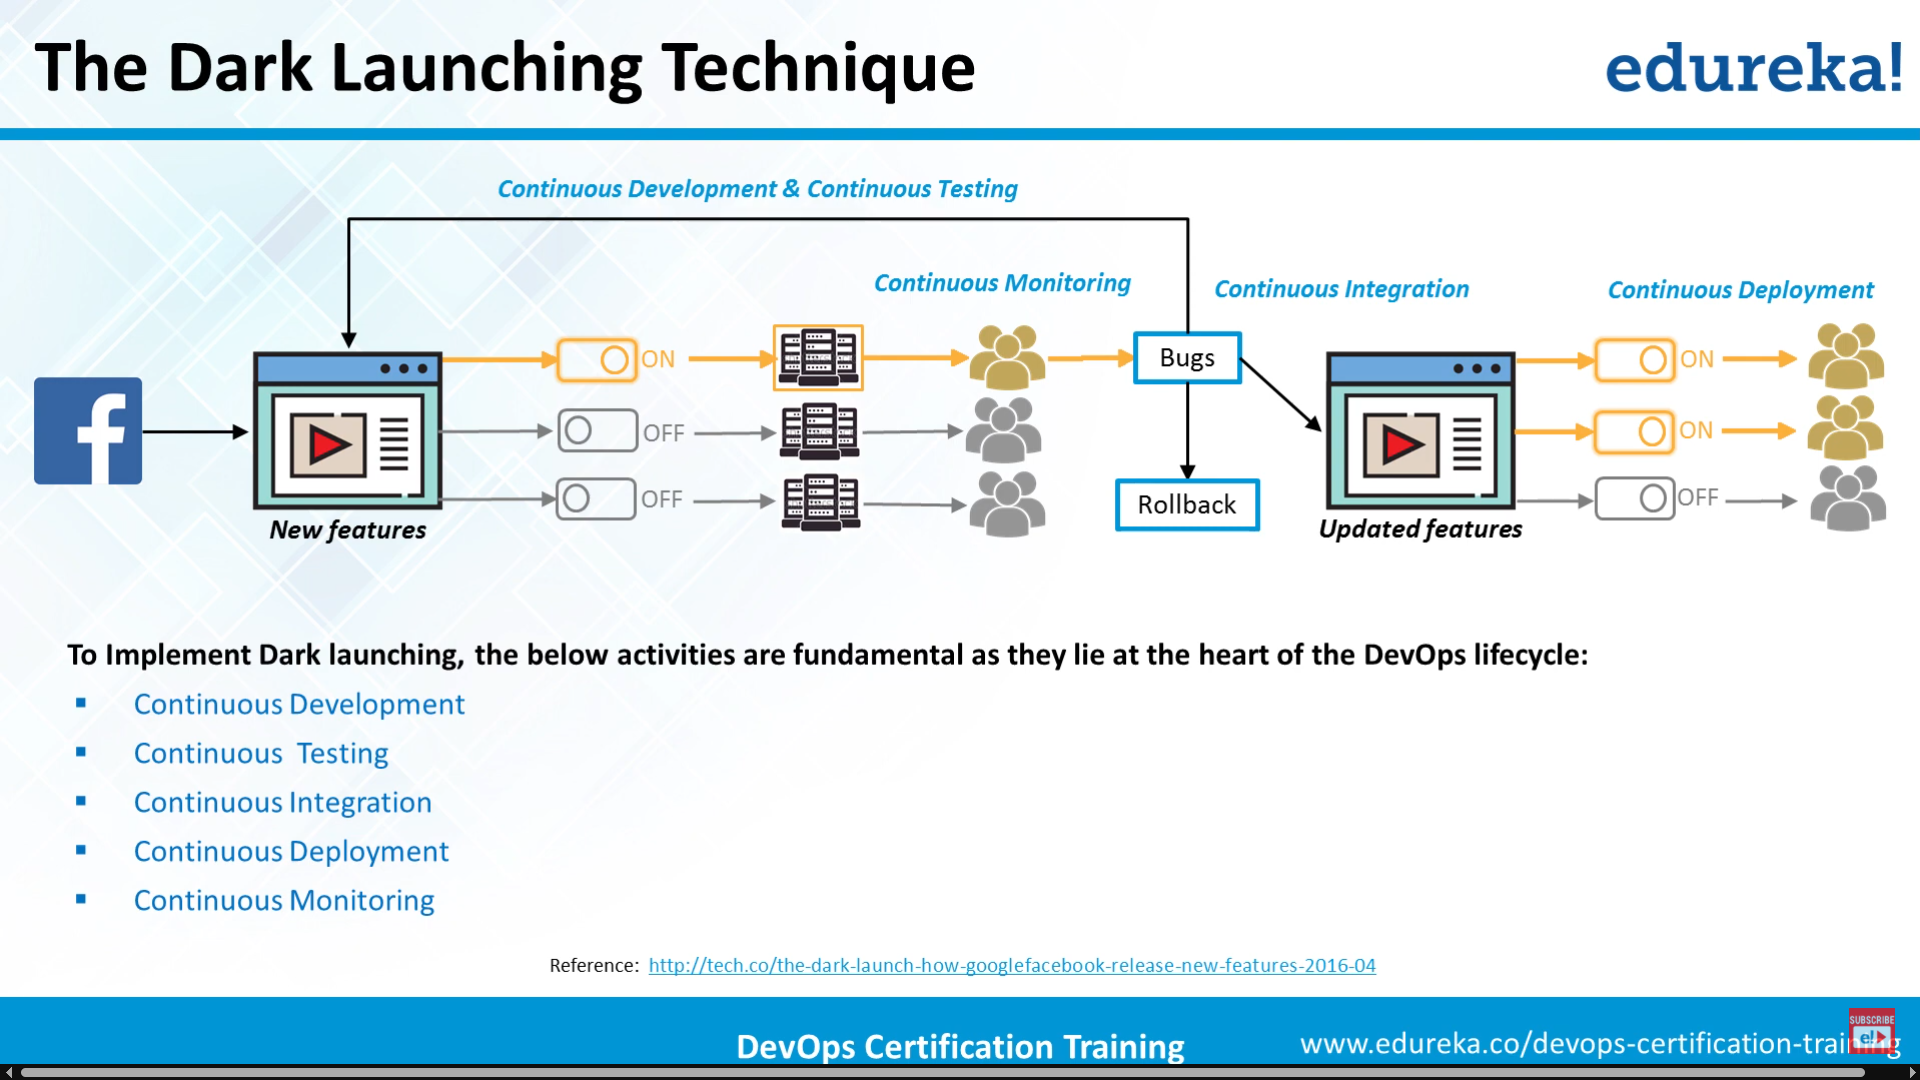 The Dark Launching Technique
edureka!
Continuous Development & Continuous Testing
Continuous Monitoring
Continuous Integration
Continuous Deployment
f
ON
OFF
OFF
New features
Bugs
Rollback
Updated features
ON
ON
OFF
To Implement Dark launching, the below activities are fundamental as they lie at the heart of the DevOps lifecycle:
▪ Continuous Development
▪ Continuous Testing
▪ Continuous Integration
▪ Continuous Deployment
▪ Continuous Monitoring
Reference: http://tech.co/the-dark-launch-how-googlefacebook-release-new-features-2016-04
DevOps Certification Training
www.edureka.co/devops-certification-training
SUBSCRIBE
e!